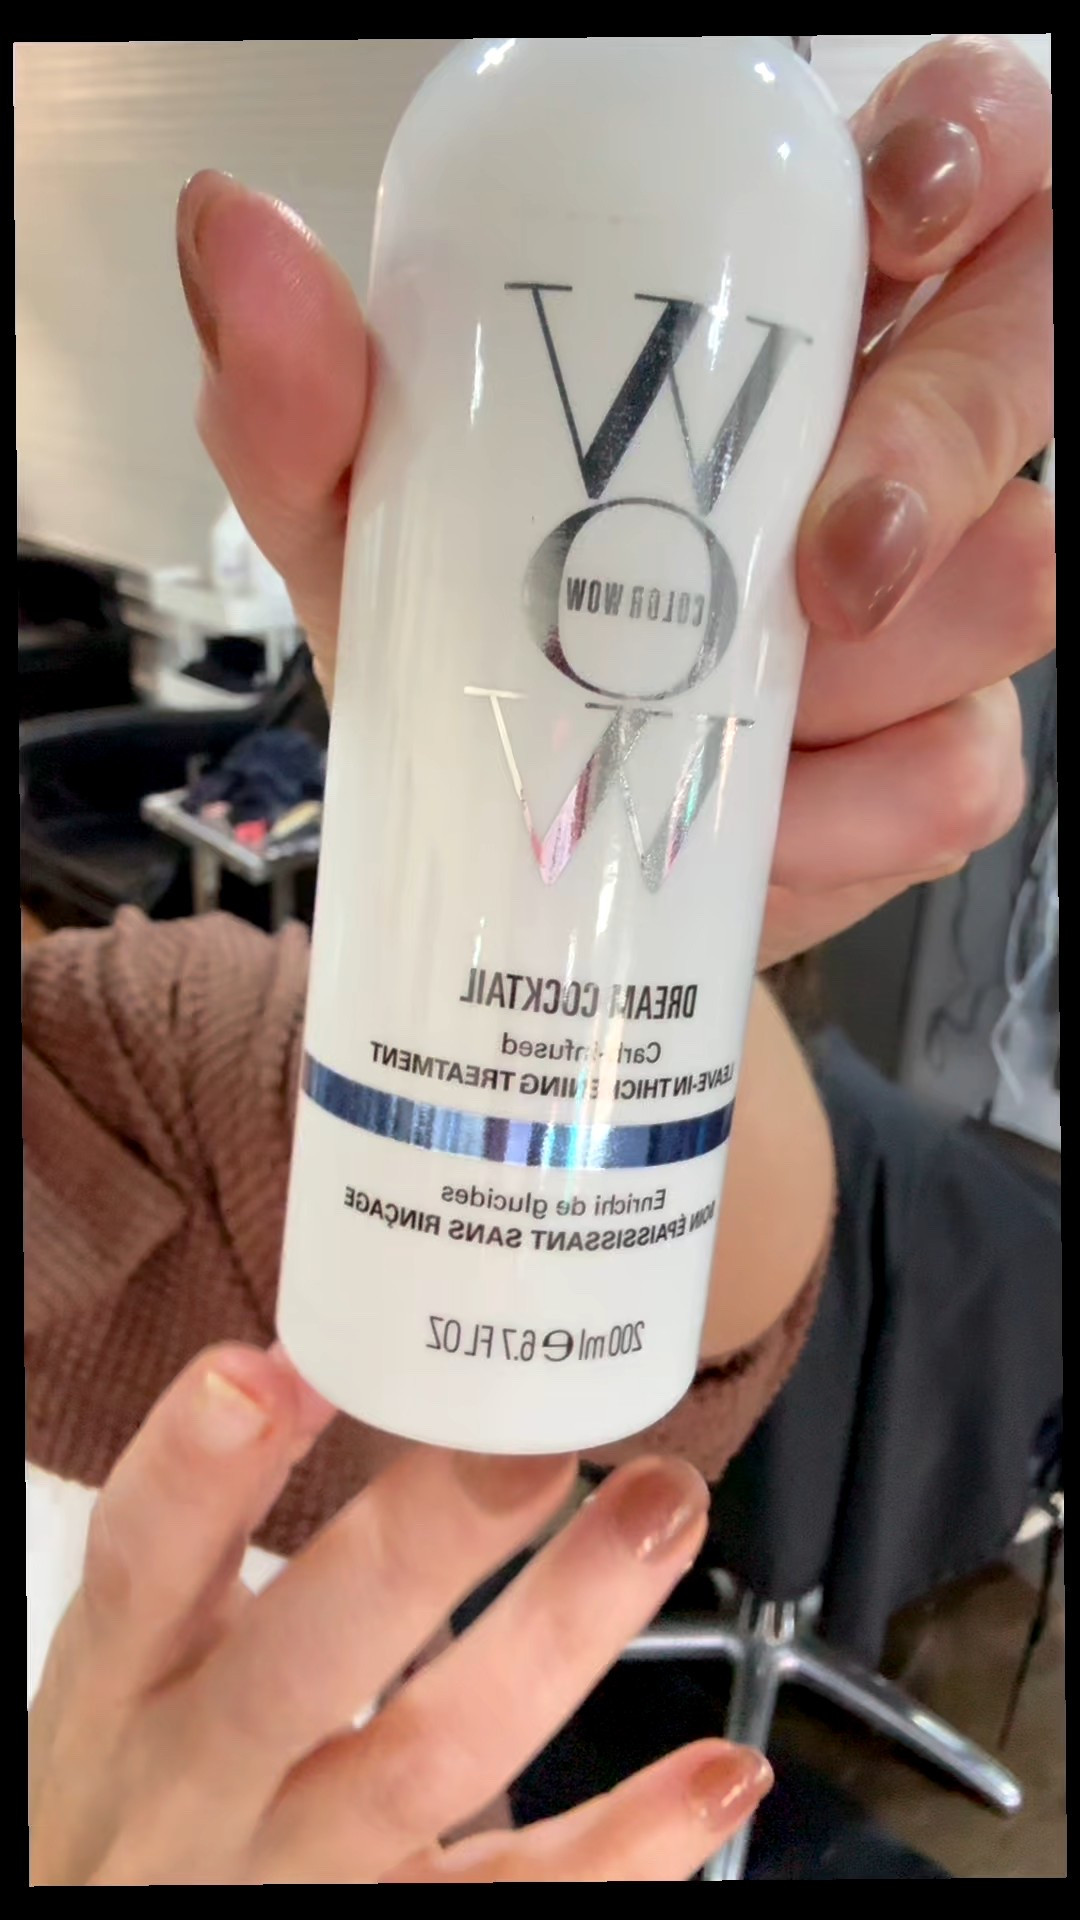 WOW
COLOR WOW
DREAM COCKTAIL
Carb-infused
LEAVE-IN THICKENING TREATMENT
Enrichi de glucides
SOIN ÉPAISSISSANT SANS RINÇAGE
200 ml e 6.7 FL OZ